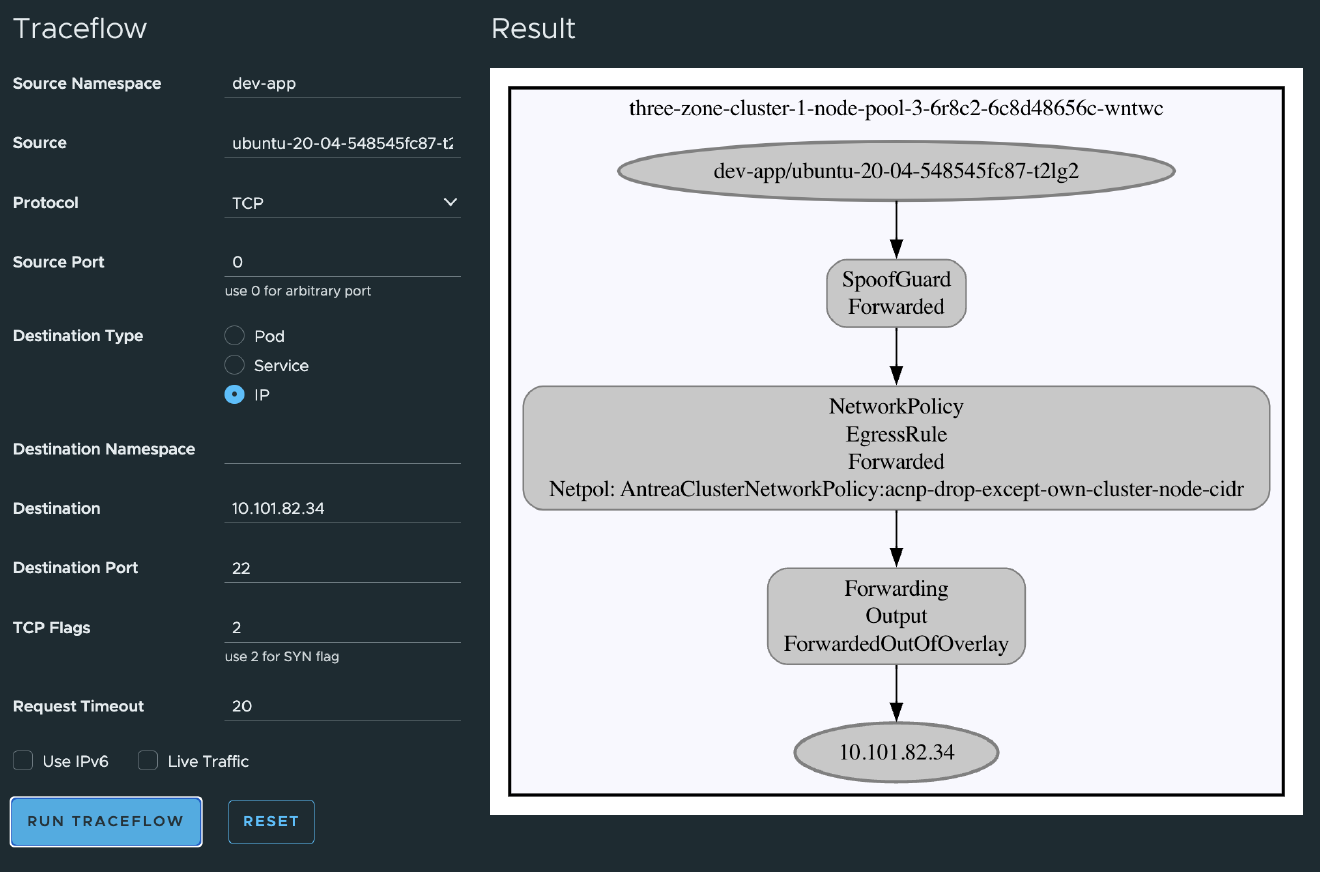 Traceflow
Source Namespace
dev-app
Source
ubuntu-20-04-548545fc87-t2
Protocol
TCP
Source Port
0
use 0 for arbitrary port
Destination Type
Pod
Service
IP
Destination Namespace
Destination
10.101.82.34
Destination Port
22
TCP Flags
2
use 2 for SYN flag
Request Timeout
20
Use IPv6
Live Traffic
RUN TRACEFLOW
RESET
Result
three-zone-cluster-1-node-pool-3-6r8c2-6c8d48656c-wntwc
dev-app/ubuntu-20-04-548545fc87-t2lg2
SpoofGuard
Forwarded
NetworkPolicy
EgressRule
Forwarded
Netpol: AntreaClusterNetworkPolicy:acnp-drop-except-own-cluster-node-cidr
Forwarding
Output
ForwardedOutOfOverlay
10.101.82.34